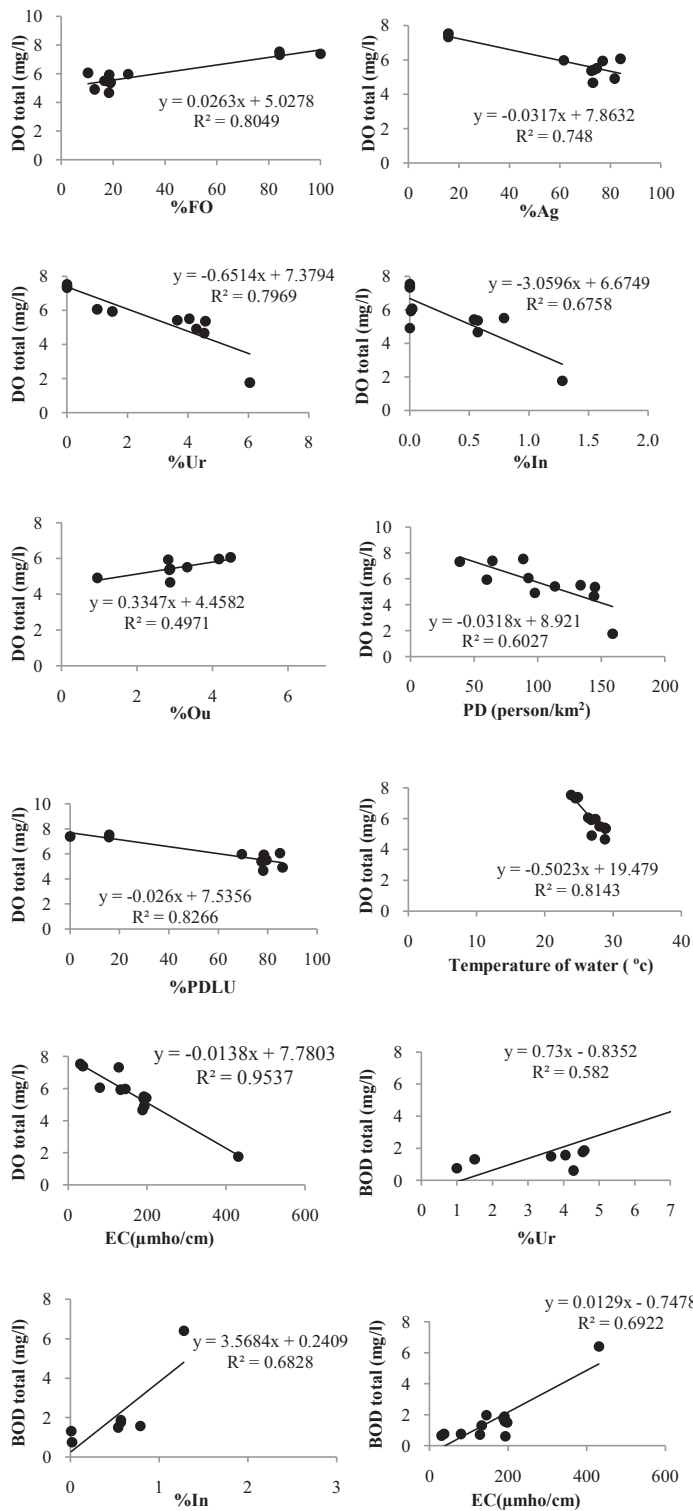 DO total (mg/l)
10
8
6
4
2
0
0 20 40 60 80 100
%FO
y = 0.0263x + 5.0278
R² = 0.8049
DO total (mg/l)
10
8
6
4
2
0
0 20 40 60 80 100
%Ag
y = -0.0317x + 7.8632
R² = 0.748
DO total (mg/l)
8
6
4
2
0
0 2 4 6 8
%Ur
y = -0.6514x + 7.3794
R² = 0.7969
DO total (mg/l)
8
6
4
2
0
0.0 0.5 1.0 1.5 2.0
%In
y = -3.0596x + 6.6749
R² = 0.6758
DO total (mg/l)
8
6
4
2
0
0 2 4 6
%Ou
y = 0.3347x + 4.4582
R² = 0.4971
DO total (mg/l)
10
8
6
4
2
0
0 50 100 150 200
PD (person/km²)
y = -0.0318x + 8.921
R² = 0.6027
DO total (mg/l)
10
8
6
4
2
0
0 20 40 60 80 100
%PDLU
y = -0.026x + 7.5356
R² = 0.8266
DO total (mg/l)
8
6
4
2
0
0 10 20 30 40
Temperature of water ( °c)
y = -0.5023x + 19.479
R² = 0.8143
DO total (mg/l)
8
6
4
2
0
0 200 400 600
EC(µmho/cm)
y = -0.0138x + 7.7803
R² = 0.9537
BOD total (mg/l)
8
6
4
2
0
0 1 2 3 4 5 6 7
%Ur
y = 0.73x - 0.8352
R² = 0.582
BOD total (mg/l)
8
6
4
2
0
0 1 2 3
%In
y = 3.5684x + 0.2409
R² = 0.6828
BOD total (mg/l)
8
6
4
2
0
0 200 400 600
EC(µmho/cm)
y = 0.0129x - 0.7478
R² = 0.6922